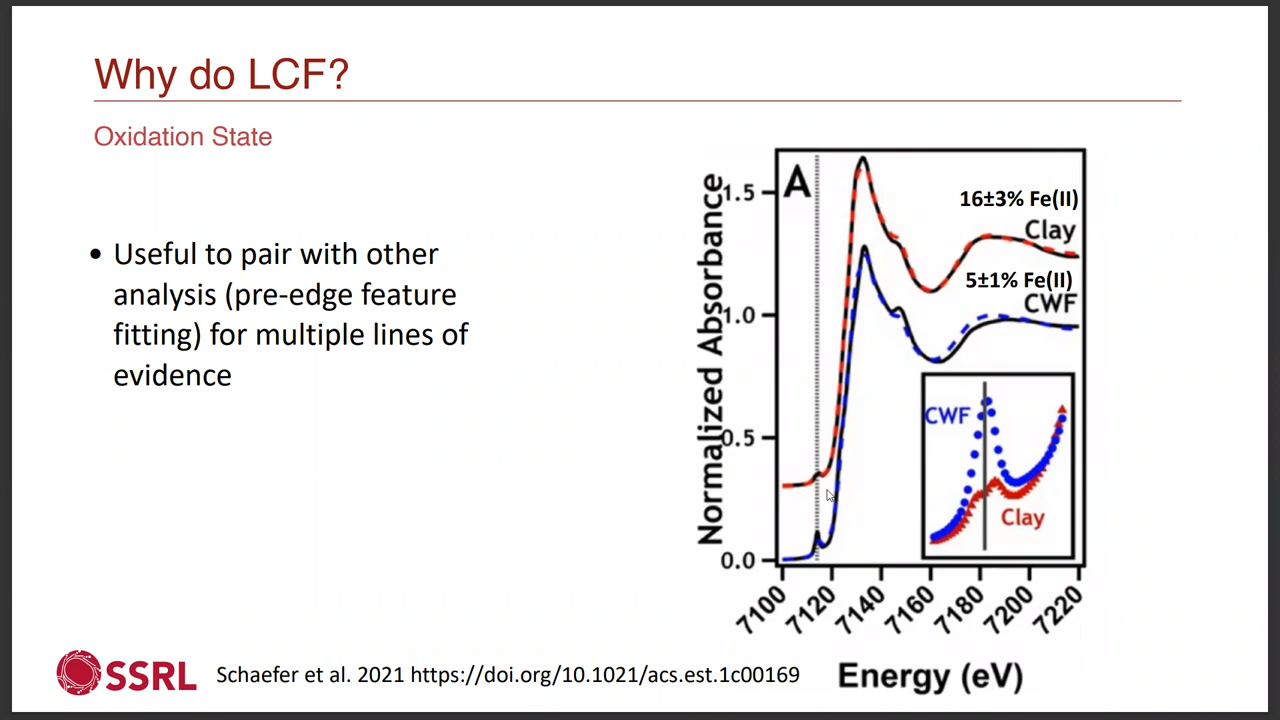 Why do LCF?
Oxidation State
• Useful to pair with other
analysis (pre-edge feature
fitting) for multiple lines of
evidence
A
16±3% Fe(II)
Clay
5±1% Fe(II)
CWF
CWF
Clay
Normalized Absorbance
1.5
1.0
0.5
0.0
7100
7120
7140
7160
7180
7200
7220
Energy (eV)
SSRL
Schaefer et al. 2021 https://doi.org/10.1021/acs.est.1c00169